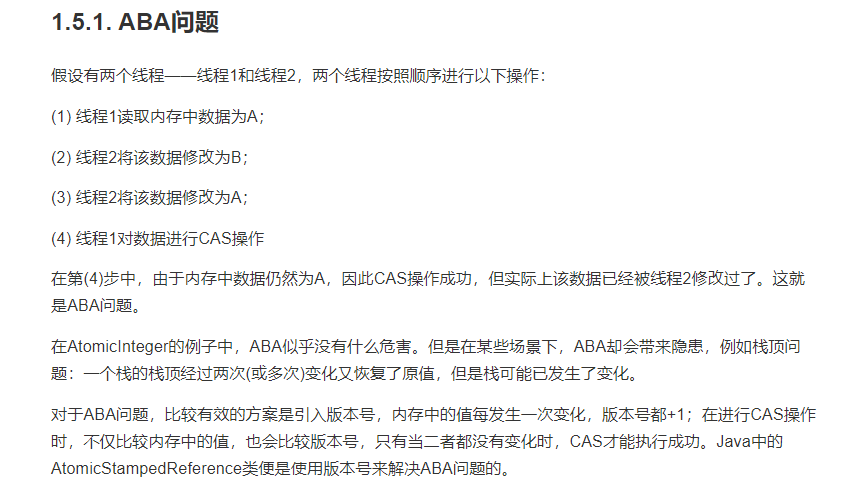 1.5.1. ABA问题
假设有两个线程——线程1和线程2，两个线程按照顺序进行以下操作：
(1) 线程1读取内存中数据为A；
(2) 线程2将该数据修改为B；
(3) 线程2将该数据修改为A；
(4) 线程1对数据进行CAS操作
在第(4)步中，由于内存中数据仍然为A，因此CAS操作成功，但实际上该数据已经被线程2修改过了。这就
是ABA问题。
在AtomicInteger的例子中，ABA似乎没有什么危害。但是在某些场景下，ABA却会带来隐患，例如栈顶问
题：一个栈的栈顶经过两次(或多次)变化又恢复了原值，但是栈可能已发生了变化。
对于ABA问题，比较有效的方案是引入版本号，内存中的值每发生一次变化，版本号都+1；在进行CAS操作
时，不仅比较内存中的值，也会比较版本号，只有当二者都没有变化时，CAS才能执行成功。Java中的
AtomicStampedReference类便是使用版本号来解决ABA问题的。